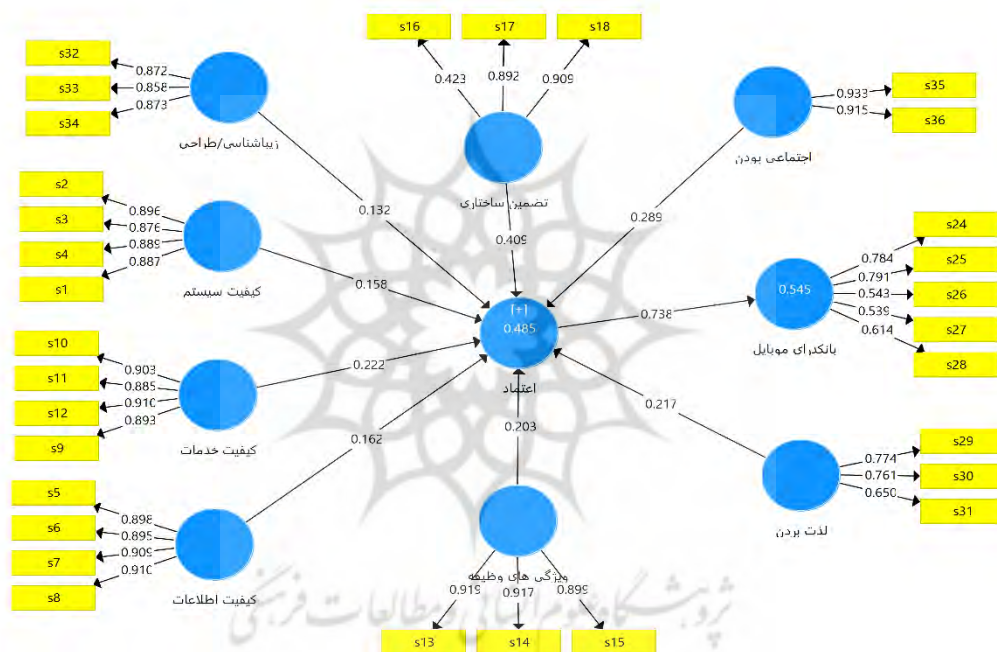 s16
s17
s18
0.423
0.892
0.909
تضمین ساختاری
0.409
s32
s33
s34
0.872
0.858
0.873
زیباشناسی/طراحی
0.132
s2
s3
s4
s1
0.896
0.876
0.889
0.887
کیفیت سیستم
0.158
s10
s11
s12
s9
0.903
0.885
0.910
0.893
کیفیت خدمات
0.222
s5
s6
s7
s8
0.898
0.895
0.909
0.910
کیفیت اطلاعات
0.162
[+]
0.485
اعتماد
0.203
ویژگی های وظیفه
0.919
0.917
0.899
s13
s14
s15
s35
s36
0.933
0.915
اجتماعی بودن
0.289
s24
s25
s26
s27
s28
0.784
0.791
0.543
0.539
0.614
0.545
بانکدرای موبایل
0.738
s29
s30
s31
0.774
0.761
0.650
لذت بردن
0.217
پژوهشگاه علوم انسانی و مطالعات فرهنگی